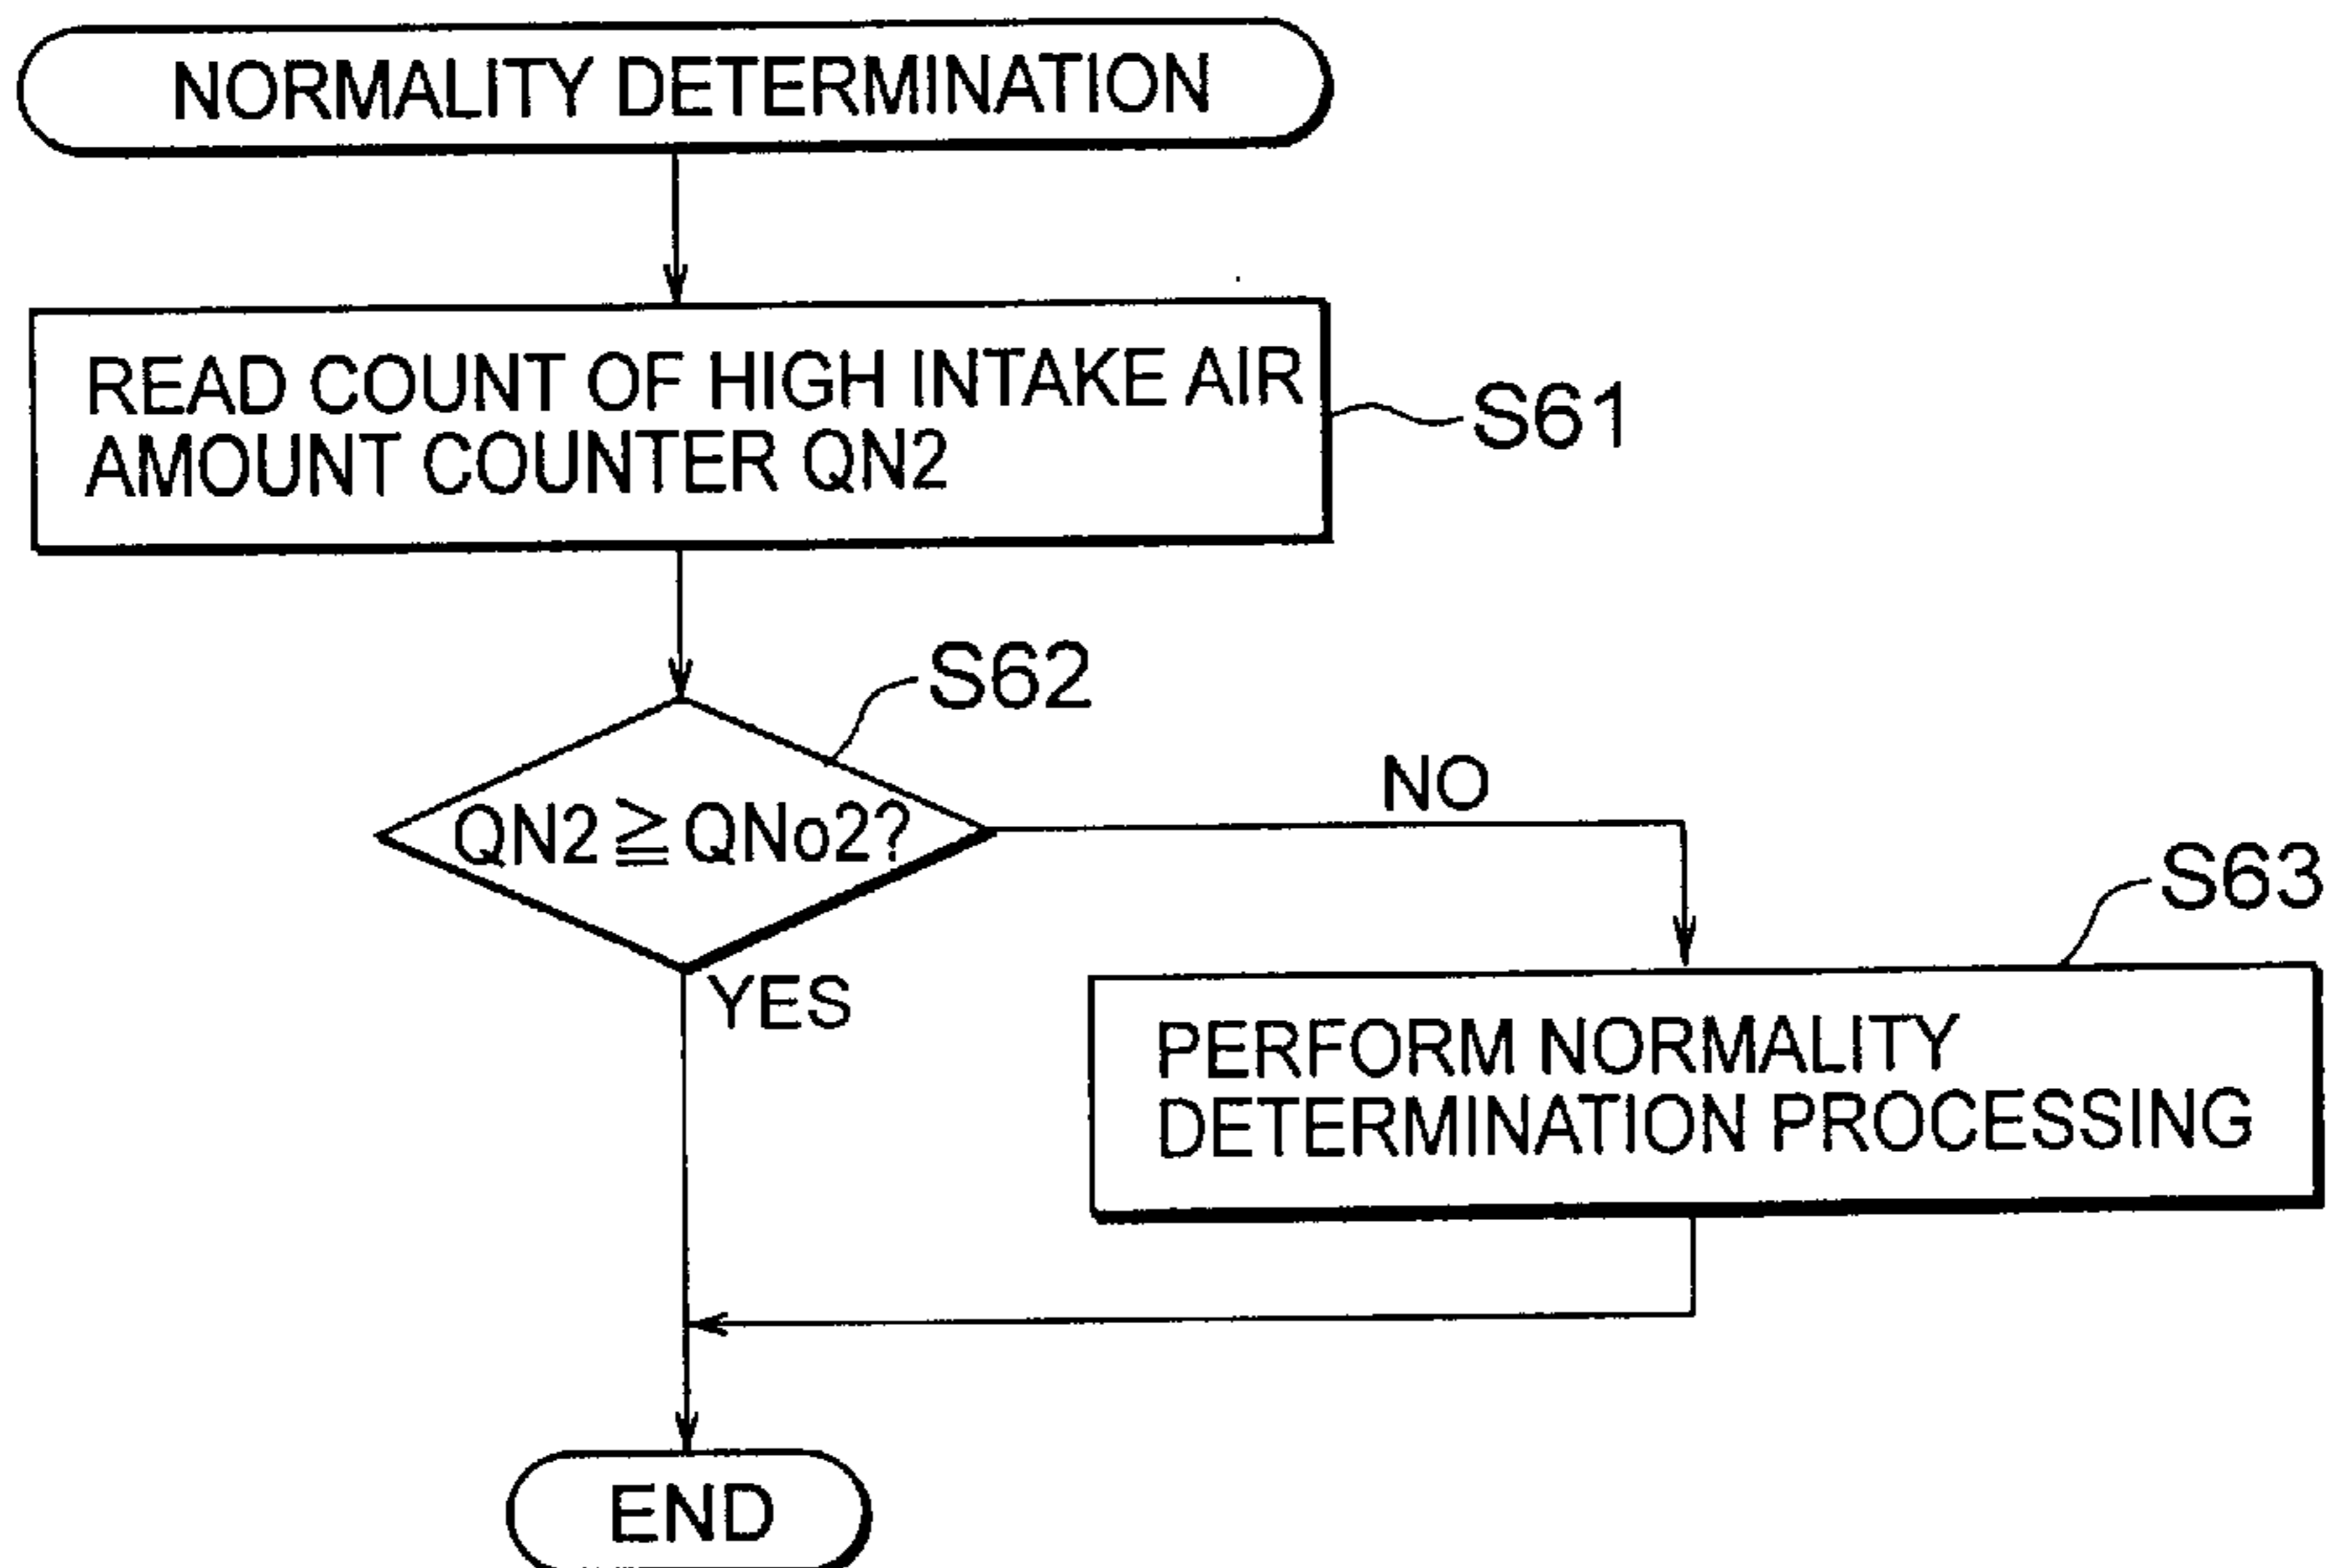 NORMALITY DETERMINATION
READ COUNT OF HIGH INTAKE AIR
AMOUNT COUNTER QN2
S61
S62
QN2 ≧ QNo2?
NO
YES
S63
PERFORM NORMALITY
DETERMINATION PROCESSING
END